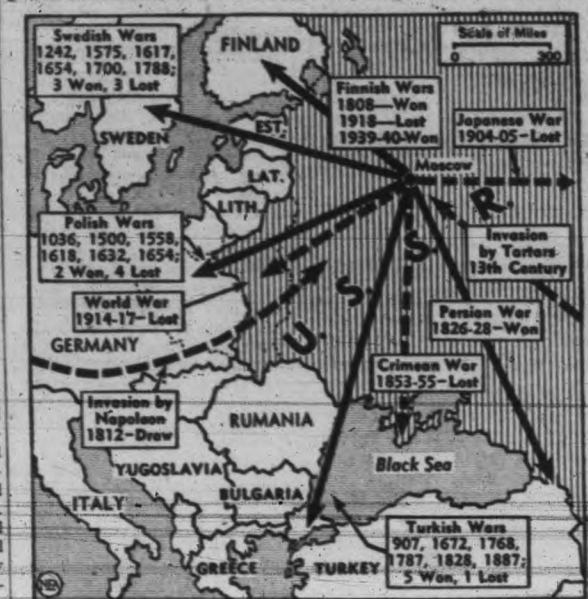 Swedish Wars
1242, 1575, 1617,
1654, 1700, 1788;
3 Won, 3 Lost
FINLAND
Scale of Miles
0 300
Finnish Wars
1808—Won
1918—Lost
1939-40-Won
Japanese War
1904-05-Lost
SWEDEN
EST.
LAT.
LITH.
Moscow
U. S. S. R.
Polish Wars
1036, 1500, 1558,
1618, 1632, 1654;
2 Won, 4 Lost
Invasion
by Tartars
13th Century
World War
1914-17-Lost
Persian War
1826-28-Won
GERMANY
Crimean War
1853-55-Lost
Invasion by
Napoleon
1812-Draw
RUMANIA
Black Sea
YUGOSLAVIA
BULGARIA
ITALY
Turkish Wars
907, 1672, 1768,
1787, 1828, 1887;
5 Won, 1 Lost
GREECE
TURKEY
NEA